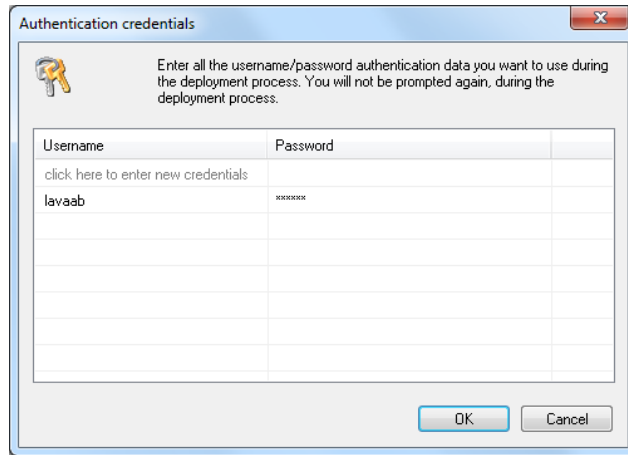 Authentication credentials
Enter all the username/password authentication data you want to use during
the deployment process. You will not be prompted again, during the
deployment process.
Username Password
click here to enter new credentials
lavaab xxxxxx
OK Cancel